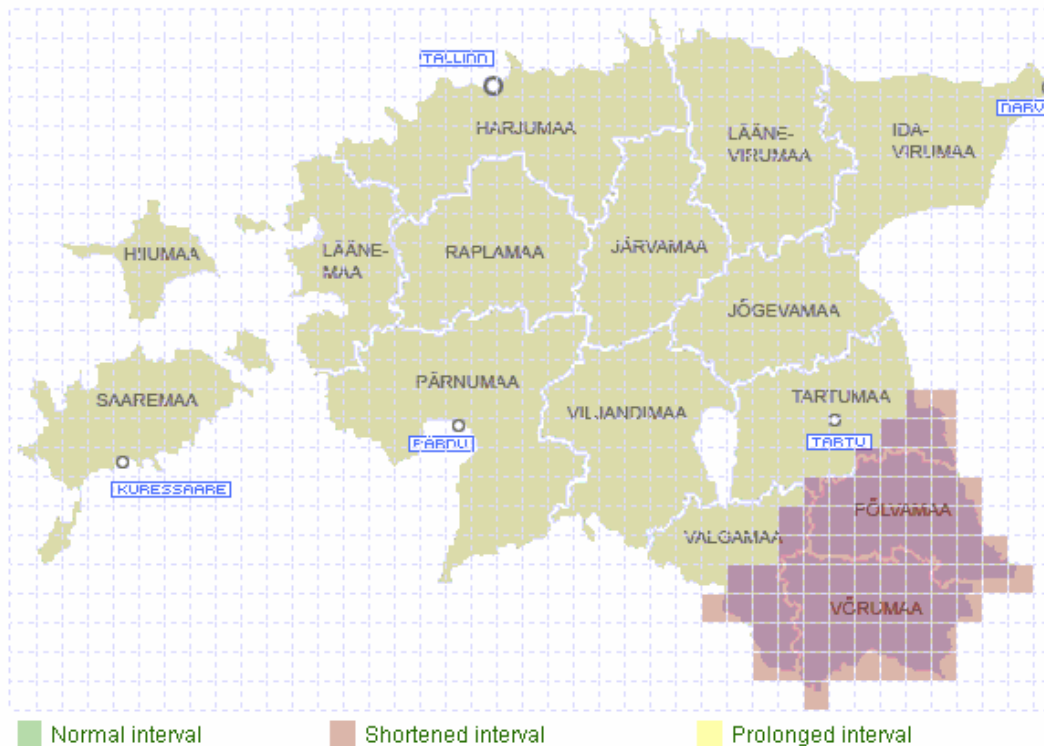 TALLINN
NARV
HARJUMAA
LÄÄNE-
VIRUMAA
IDA-
VIRUMAA
HIIUMAA
LÄÄNE-
MAA
RAPLAMAA
JÄRVAMAA
JÕGEVAMAA
SAAREMAA
PÄRNUMAA
VILJANDIMAA
TARTUMAA
PÄRNU
TARTU
KURESSAARE
VALGAMAA
PÕLVAMAA
VÕRUMAA
Normal interval
Shortened interval
Prolonged interval